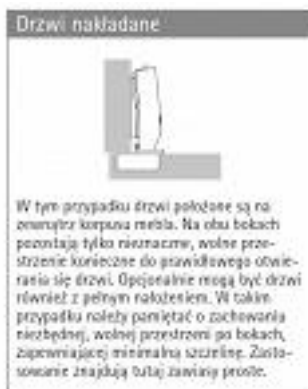 Drzwi nakładane
W tym przypadku drzwi położone są na
zewnątrz korpusu mebla. Na obu bokach
pozostają tylko nieznaczne, wolne prze-
strzenie konieczne do prawidłowego otwie-
rania się drzwi. Opcjonalnie mogą być drzwi
również z pełnym nałożeniem. W takim
przypadku należy pamiętać o zachowaniu
niezbędnej, wolnej przestrzeni po bokach,
zapewniającej minimalną szczelinę. Zasto-
sowanie znajdują tutaj zawiasy proste.